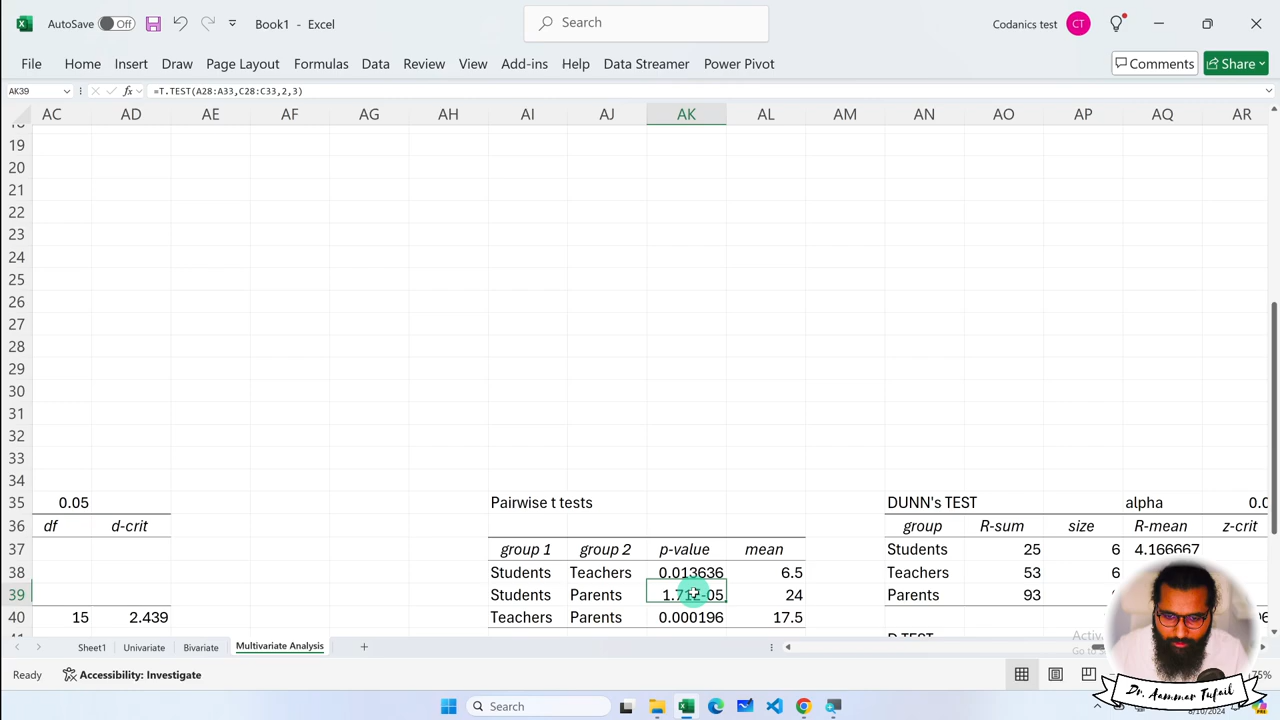 AutoSave Off Book1 - Excel Search Codanics test CT
File Home Insert Draw Page Layout Formulas Data Review View Add-ins Help Data Streamer Power Pivot Comments Share
AK39 fx =T.TEST(A28:A33,C28:C33,2,3)
AC AD AE AF AG AH AI AJ AK AL AM AN AO AP AQ AR
19
20
21
22
23
24
25
26
27
28
29
30
31
32
33
34
35 0.05 Pairwise t tests DUNN's TEST alpha
36 df d-crit group R-sum size R-mean z-crit
37 group 1 group 2 p-value mean Students 25 6 4.166667
38 Students Teachers 0.013636 6.5 Teachers 53 6
39 Students Parents 24 Parents 93
40 15 2.439 Teachers Parents 0.000196 17.5
Sheet1 Univariate Bivariate Multivariate Analysis
Ready Accessibility: Investigate
Search
Dr. Aammar Tufail